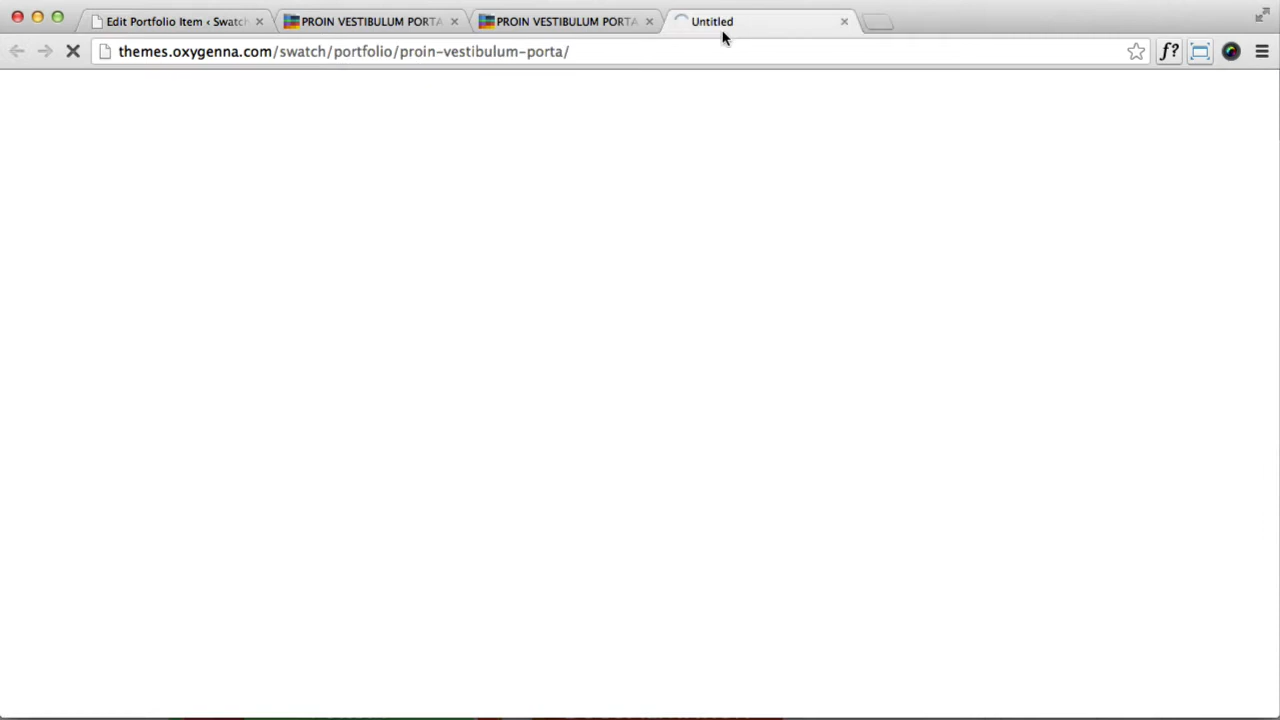 Edit Portfolio Item ‹ Swatch
PROIN VESTIBULUM PORTA
PROIN VESTIBULUM PORTA
Untitled
themes.oxygenna.com/swatch/portfolio/proin-vestibulum-porta/
f?